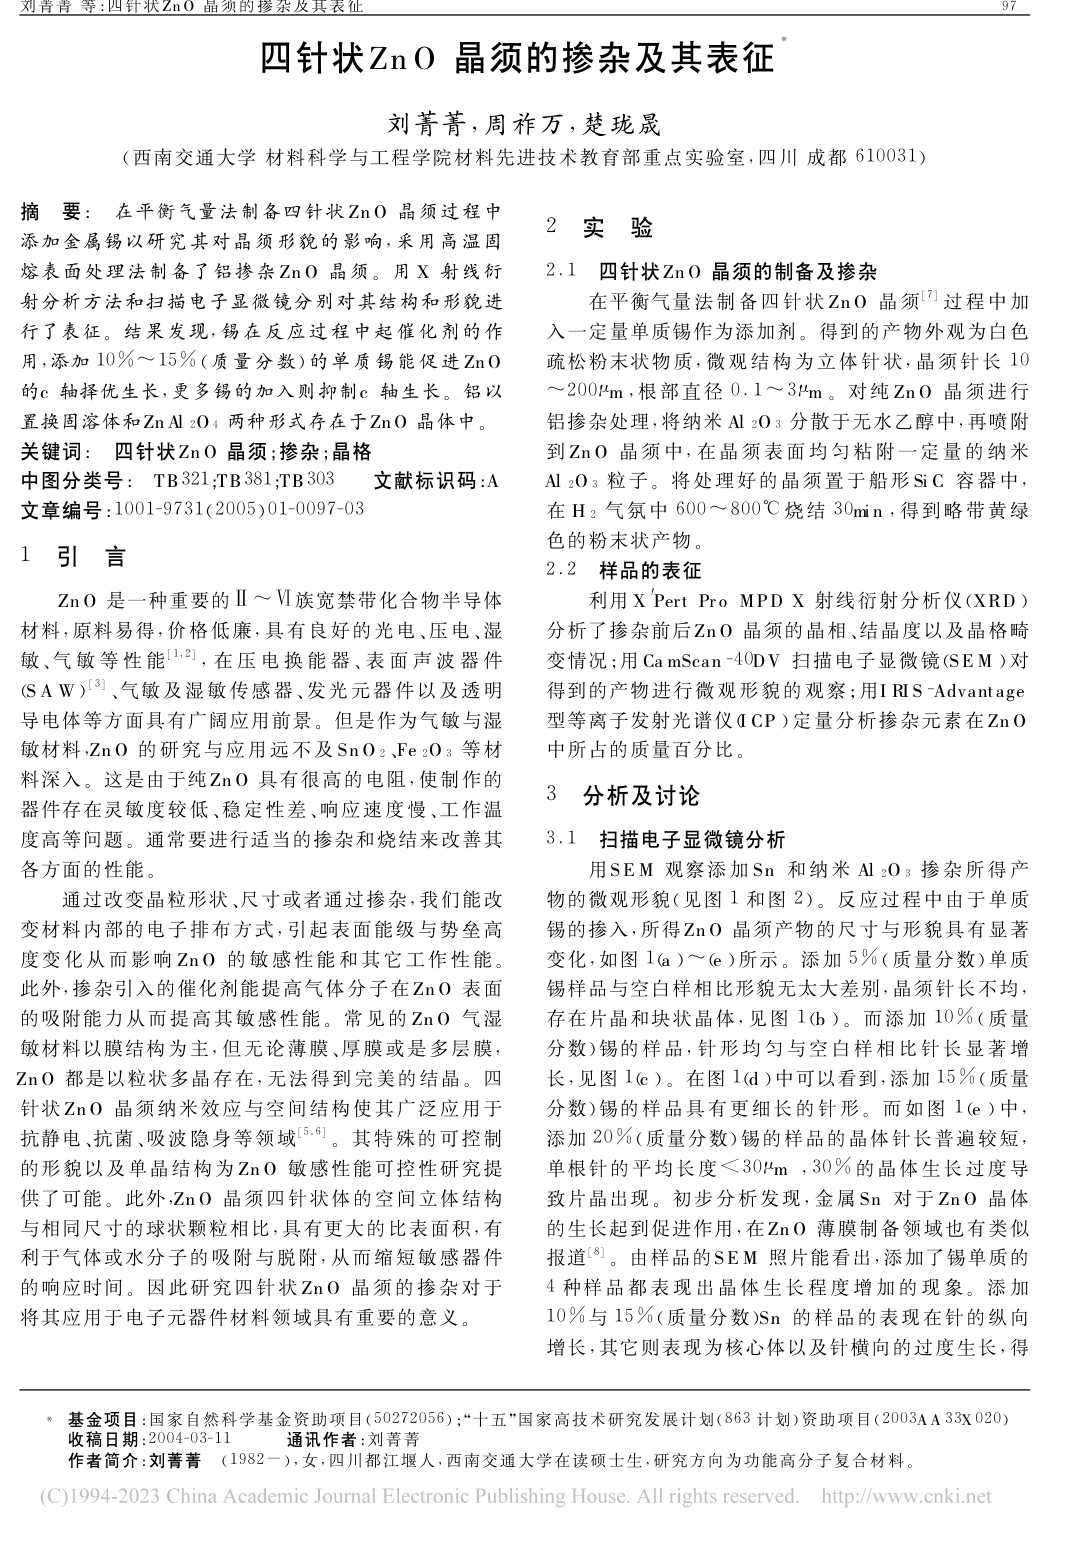 刘菁菁 等:四针状ZnO 晶须的掺杂及其表征 97
四针状ZnO 晶须的掺杂及其表征*
刘菁菁,周祚万,楚珑晟
(西南交通大学 材料科学与工程学院材料先进技术教育部重点实验室,四川 成都 610031)
摘 要: 在平衡气量法制备四针状ZnO 晶须过程中
添加金属锡以研究其对晶须形貌的影响,采用高温固
熔表面处理法制备了铝掺杂ZnO 晶须。用X 射线衍
射分析方法和扫描电子显微镜分别对其结构和形貌进
行了表征。结果发现,锡在反应过程中起催化剂的作
用,添加 10%～15%(质量分数)的单质锡能促进ZnO
的c 轴择优生长,更多锡的加入则抑制c 轴生长。铝以
置换固溶体和ZnAl2O4 两种形式存在于ZnO 晶体中。
关键词: 四针状ZnO 晶须;掺杂;晶格
中图分类号: TB321;TB381;TB303 文献标识码:A
文章编号:1001-9731(2005)01-0097-03
1 引 言
ZnO 是一种重要的Ⅱ～Ⅵ族宽禁带化合物半导体
材料,原料易得,价格低廉,具有良好的光电、压电、湿
敏、气敏等性能[1,2],在压电换能器、表面声波器件
(SAW)[3]、气敏及湿敏传感器、发光元器件以及透明
导电体等方面具有广阔应用前景。但是作为气敏与湿
敏材料,ZnO 的研究与应用远不及SnO2、Fe2O3 等材
料深入。这是由于纯ZnO 具有很高的电阻,使制作的
器件存在灵敏度较低、稳定性差、响应速度慢、工作温
度高等问题。通常要进行适当的掺杂和烧结来改善其
各方面的性能。
通过改变晶粒形状、尺寸或者通过掺杂,我们能改
变材料内部的电子排布方式,引起表面能级与势垒高
度变化从而影响ZnO 的敏感性能和其它工作性能。
此外,掺杂引入的催化剂能提高气体分子在ZnO 表面
的吸附能力从而提高其敏感性能。常见的ZnO 气湿
敏材料以膜结构为主,但无论薄膜、厚膜或是多层膜,
ZnO 都是以粒状多晶存在,无法得到完美的结晶。四
针状ZnO 晶须纳米效应与空间结构使其广泛应用于
抗静电、抗菌、吸波隐身等领域[5,6]。其特殊的可控制
的形貌以及单晶结构为ZnO 敏感性能可控性研究提
供了可能。此外,ZnO 晶须四针状体的空间立体结构
与相同尺寸的球状颗粒相比,具有更大的比表面积,有
利于气体或水分子的吸附与脱附,从而缩短敏感器件
的响应时间。因此研究四针状ZnO 晶须的掺杂对于
将其应用于电子元器件材料领域具有重要的意义。
2 实 验
2.1 四针状ZnO 晶须的制备及掺杂
在平衡气量法制备四针状ZnO 晶须[7]过程中加
入一定量单质锡作为添加剂。得到的产物外观为白色
疏松粉末状物质,微观结构为立体针状,晶须针长 10
～200μm,根部直径 0.1～3μm。对纯ZnO 晶须进行
铝掺杂处理,将纳米 Al2O3 分散于无水乙醇中,再喷附
到ZnO 晶须中,在晶须表面均匀粘附一定量的纳米
Al2O3 粒子。将处理好的晶须置于船形SiC 容器中,
在H2 气氛中 600～800℃烧结 30min,得到略带黄绿
色的粉末状产物。
2.2 样品的表征
利用X′Pert Pro MPD X 射线衍射分析仪(XRD)
分析了掺杂前后ZnO 晶须的晶相、结晶度以及晶格畸
变情况;用CamScan-40DV 扫描电子显微镜(SEM)对
得到的产物进行微观形貌的观察;用IRIS-Advantage
型等离子发射光谱仪(ICP)定量分析掺杂元素在ZnO
中所占的质量百分比。
3 分析及讨论
3.1 扫描电子显微镜分析
用SEM 观察添加Sn 和纳米 Al2O3 掺杂所得产
物的微观形貌(见图 1 和图 2)。反应过程中由于单质
锡的掺入,所得ZnO 晶须产物的尺寸与形貌具有显著
变化,如图 1(a)～(e)所示。添加 5%(质量分数)单质
锡样品与空白样相比形貌无太大差别,晶须针长不均,
存在片晶和块状晶体,见图 1(b)。而添加 10%(质量
分数)锡的样品,针形均匀与空白样相比针长显著增
长,见图 1(c)。在图 1(d)中可以看到,添加 15%(质量
分数)锡的样品具有更细长的针形。而如图 1(e)中,
添加 20%(质量分数)锡的样品的晶体针长普遍较短,
单根针的平均长度<30μm,30%的晶体生长过度导
致片晶出现。初步分析发现,金属Sn 对于ZnO 晶体
的生长起到促进作用,在ZnO 薄膜制备领域也有类似
报道[8]。由样品的SEM 照片能看出,添加了锡单质的
4 种样品都表现出晶体生长程度增加的现象。添加
10%与 15%(质量分数)Sn 的样品的表现在针的纵向
增长,其它则表现为核心体以及针横向的过度生长,得
* 基金项目:国家自然科学基金资助项目(50272056);“十五”国家高技术研究发展计划(863 计划)资助项目(2003AA33X020)
收稿日期:2004-03-11 通讯作者:刘菁菁
作者简介:刘菁菁 (1982－),女,四川都江堰人,西南交通大学在读硕士生,研究方向为功能高分子复合材料。
(C)1994-2023 China Academic Journal Electronic Publishing House. All rights reserved. http://www.cnki.net